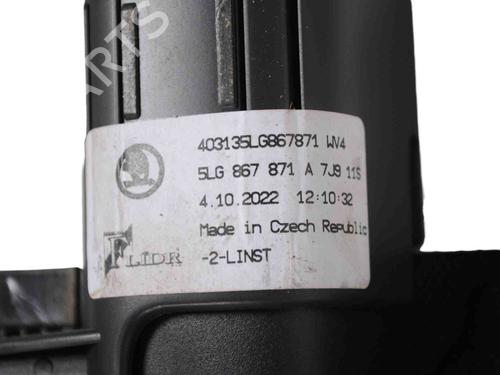 PARTS
403135LG867871 WV4
5LG 867 871 A 7J9 11S
4.10.2022 12:10:32
Made in Czech Republic
FLIDR -2-LINST